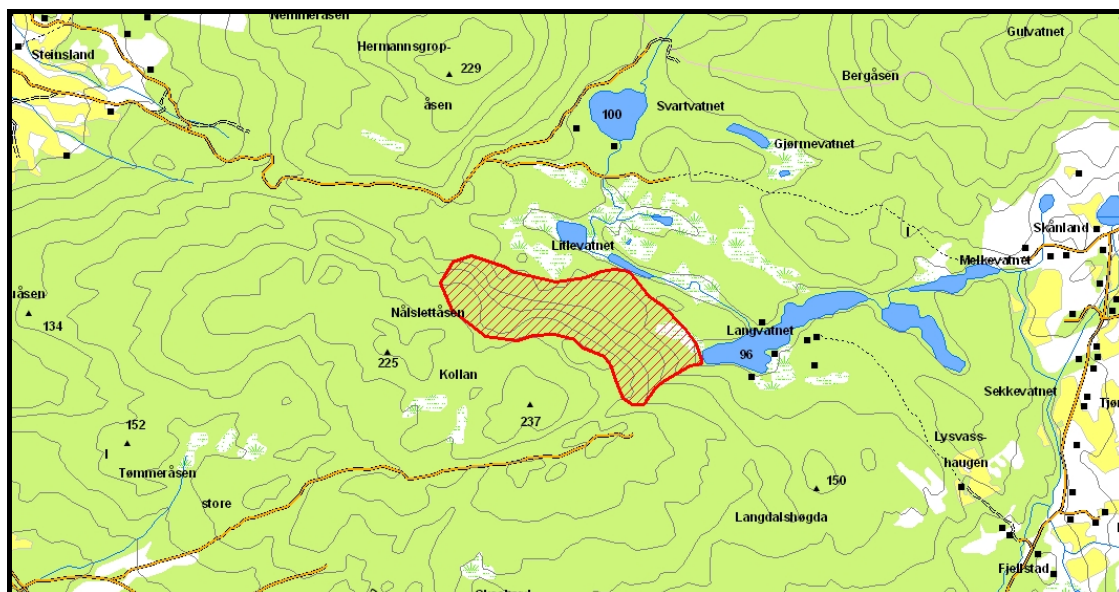 Nemmeråsen
Gulvatnet
Hermannsgrop-
åsen
229
Steinsland
Bergåsen
100
Svartvatnet
Gjørmevatnet
Skånland
Litlevatnet
Melkevatnet
134
Nålslettåsen
Langvatnet
96
225
Kollan
Sekkevatnet
237
152
Lysvass-
haugen
Tømmeråsen
store
150
Langdalshøgda
Fjellstad